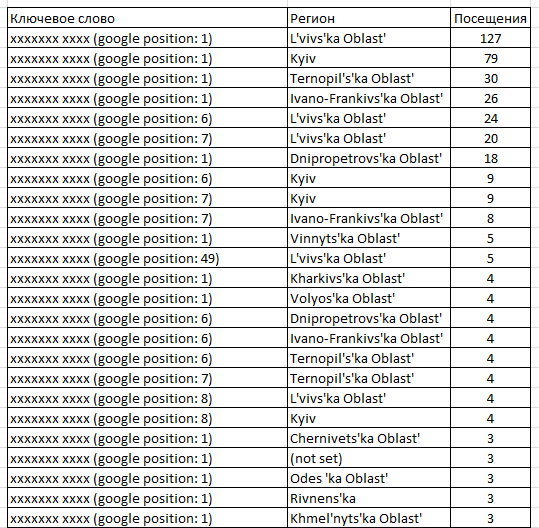 Ключевое слово Регион Посещения
xxxxxxx xxxx (google position: 1) L'vivs'ka Oblast' 127
xxxxxxx xxxx (google position: 1) Kyiv 79
xxxxxxx xxxx (google position: 1) Ternopil's'ka Oblast' 30
xxxxxxx xxxx (google position: 1) Ivano-Frankivs'ka Oblast' 26
xxxxxxx xxxx (google position: 6) L'vivs'ka Oblast' 24
xxxxxxx xxxx (google position: 7) L'vivs'ka Oblast' 20
xxxxxxx xxxx (google position: 1) Dnipropetrovs'ka Oblast' 18
xxxxxxx xxxx (google position: 6) Kyiv 9
xxxxxxx xxxx (google position: 7) Kyiv 9
xxxxxxx xxxx (google position: 7) Ivano-Frankivs'ka Oblast' 8
xxxxxxx xxxx (google position: 1) Vinnyts'ka Oblast' 5
xxxxxxx xxxx (google position: 49) L'vivs'ka Oblast' 5
xxxxxxx xxxx (google position: 1) Kharkivs'ka Oblast' 4
xxxxxxx xxxx (google position: 1) Volyos'ka Oblast' 4
xxxxxxx xxxx (google position: 6) Dnipropetrovs'ka Oblast' 4
xxxxxxx xxxx (google position: 6) Ivano-Frankivs'ka Oblast' 4
xxxxxxx xxxx (google position: 6) Ternopil's'ka Oblast' 4
xxxxxxx xxxx (google position: 7) Ternopil's'ka Oblast' 4
xxxxxxx xxxx (google position: 8) L'vivs'ka Oblast' 4
xxxxxxx xxxx (google position: 8) Kyiv 4
xxxxxxx xxxx (google position: 1) Chernivets'ka Oblast' 3
xxxxxxx xxxx (google position: 1) (not set) 3
xxxxxxx xxxx (google position: 1) Odes 'ka Oblast' 3
xxxxxxx xxxx (google position: 1) Rivnens'ka 3
xxxxxxx xxxx (google position: 1) Khmel'nyts'ka Oblast' 3